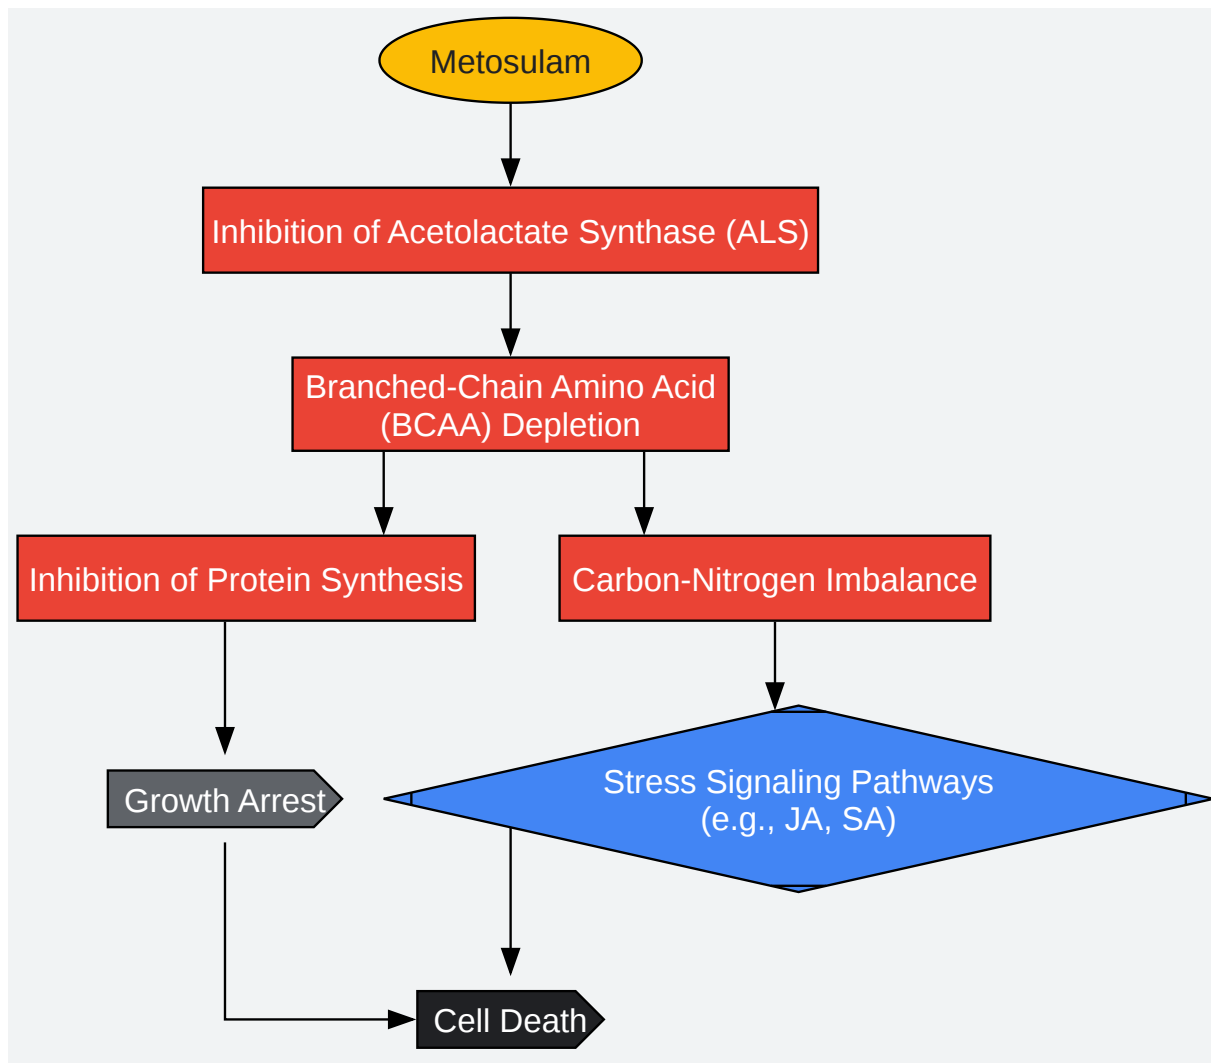 Metosulam
Inhibition of Acetolactate Synthase (ALS)
Branched-Chain Amino Acid
(BCAA) Depletion
Inhibition of Protein Synthesis
Carbon-Nitrogen Imbalance
Stress Signaling Pathways
(e.g., JA, SA)
Growth Arrest
Cell Death